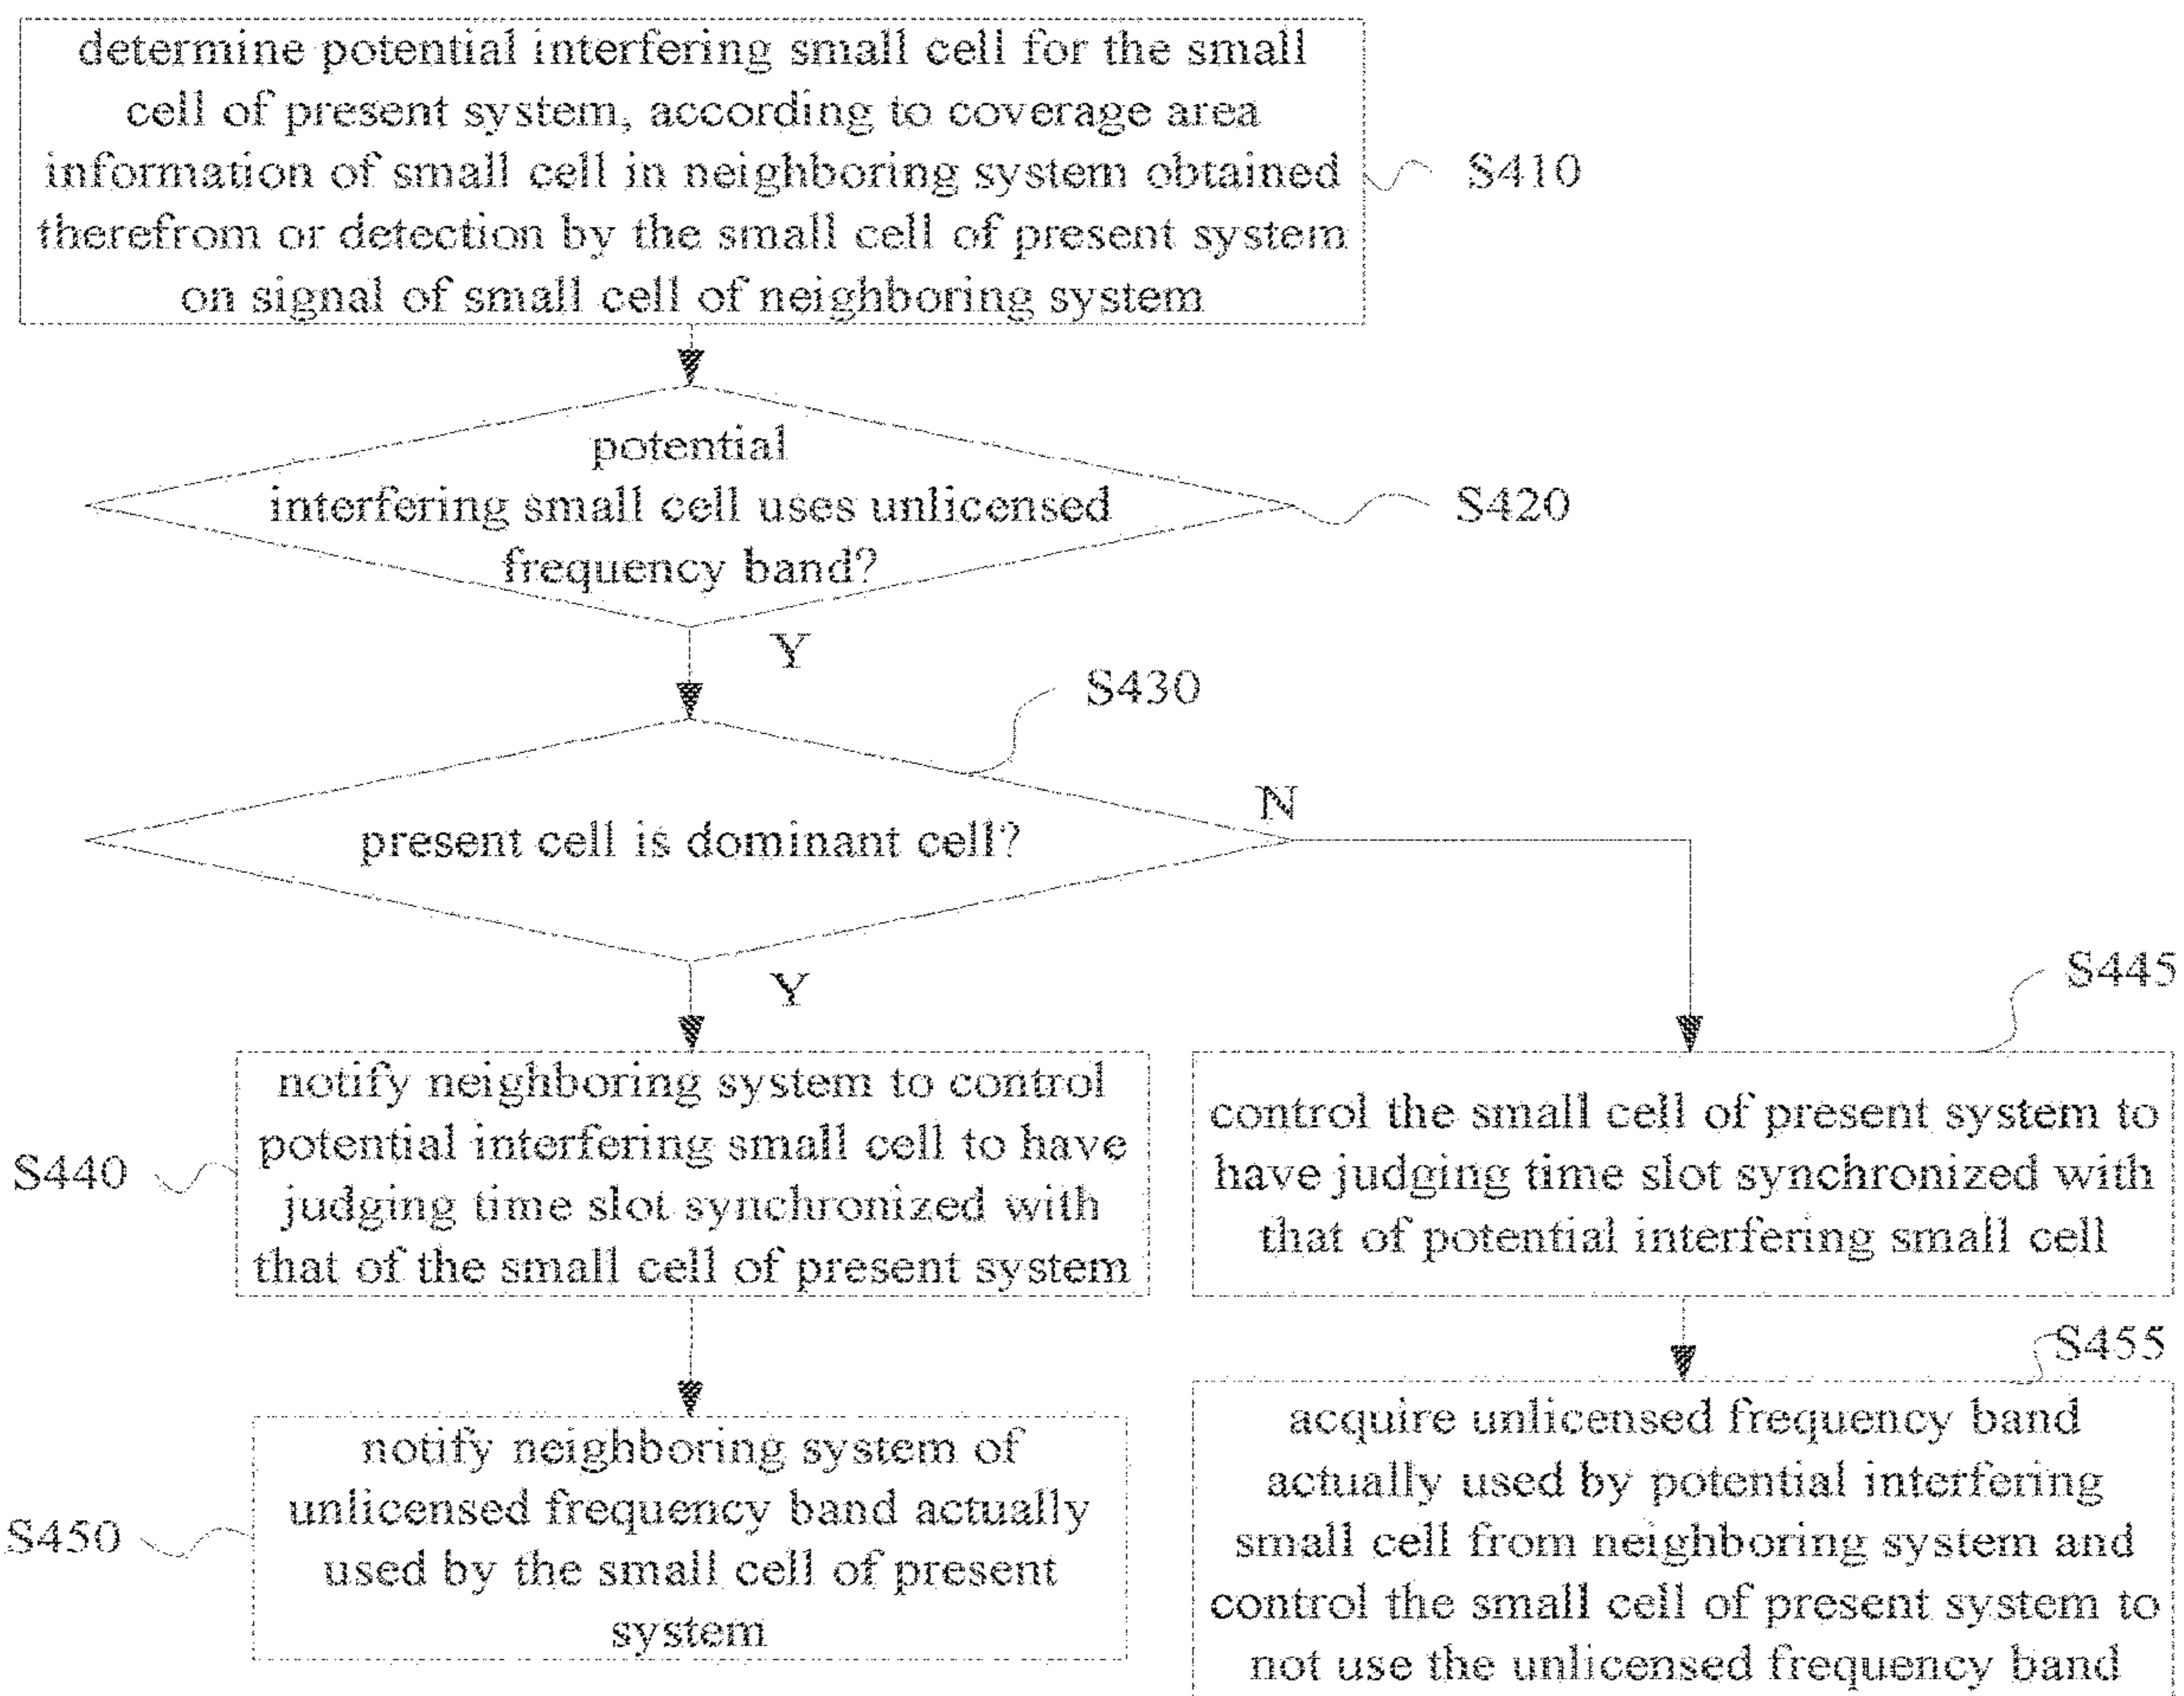 determine potential interfering small cell for the small
cell of present system, according to coverage area
information of small cell in neighboring system obtained
therefrom or detection by the small cell of present system
on signal of small cell of neighboring system
S410
potential
interfering small cell uses unlicensed
frequency band?
S420
Y
S430
present cell is dominant cell?
N
Y
S445
notify neighboring system to control
potential interfering small cell to have
judging time slot synchronized with
that of the small cell of present system
S440
control the small cell of present system to
have judging time slot synchronized with
that of potential interfering small cell
S455
notify neighboring system of
unlicensed frequency band actually
used by the small cell of present
system
S450
acquire unlicensed frequency band
actually used by potential interfering
small cell from neighboring system and
control the small cell of present system to
not use the unlicensed frequency band